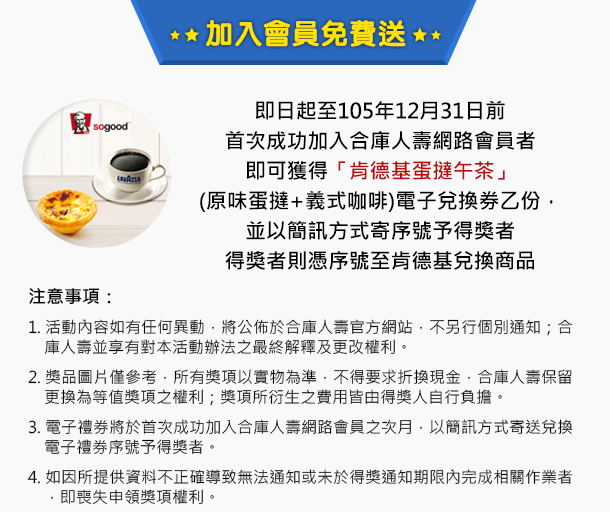 加入會員免費送
即日起至105年12月31日前
首次成功加入合庫人壽網路會員者
即可獲得「肯德基蛋撻午茶」
(原味蛋撻+義式咖啡)電子兌換券乙份，
並以簡訊方式寄序號予得獎者
得獎者則憑序號至肯德基兌換商品
KFC
sogood
LAVAZZA
注意事項：
1. 活動內容如有任何異動，將公佈於合庫人壽官方網站，不另行個別通知；合
庫人壽並享有對本活動辦法之最終解釋及更改權利。
2. 獎品圖片僅參考，所有獎項以實物為準，不得要求折換現金，合庫人壽保留
更換為等值獎項之權利；獎項所衍生之費用皆由得獎人自行負擔。
3. 電子禮券將於首次成功加入合庫人壽網路會員之次月，以簡訊方式寄送兌換
電子禮券序號予得獎者。
4. 如因所提供資料不正確導致無法通知或未於得獎通知期限內完成相關作業者
，即喪失申領獎項權利。